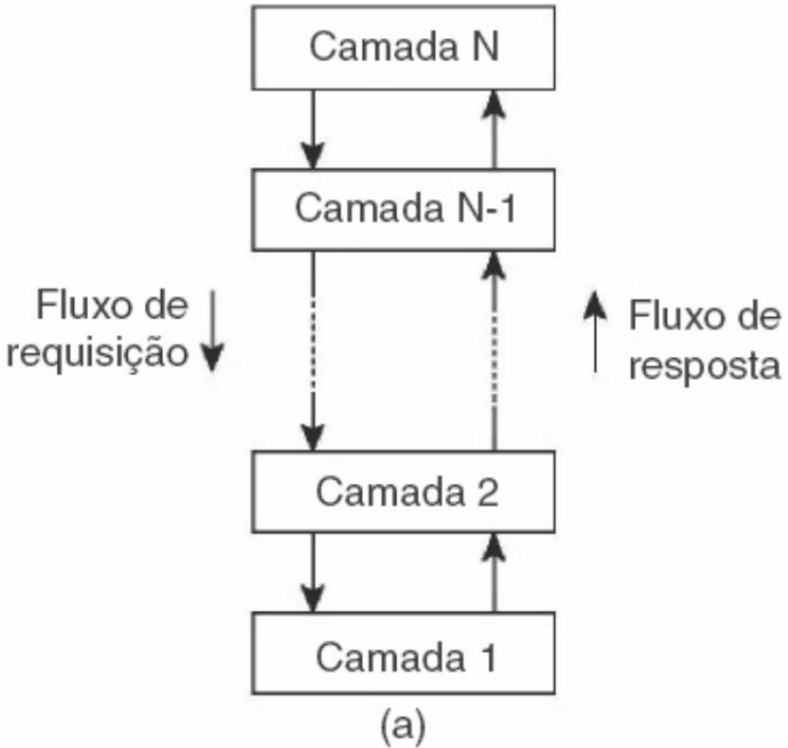 Camada N
Camada N-1
Fluxo de
requisição
Fluxo de
resposta
Camada 2
Camada 1
(a)